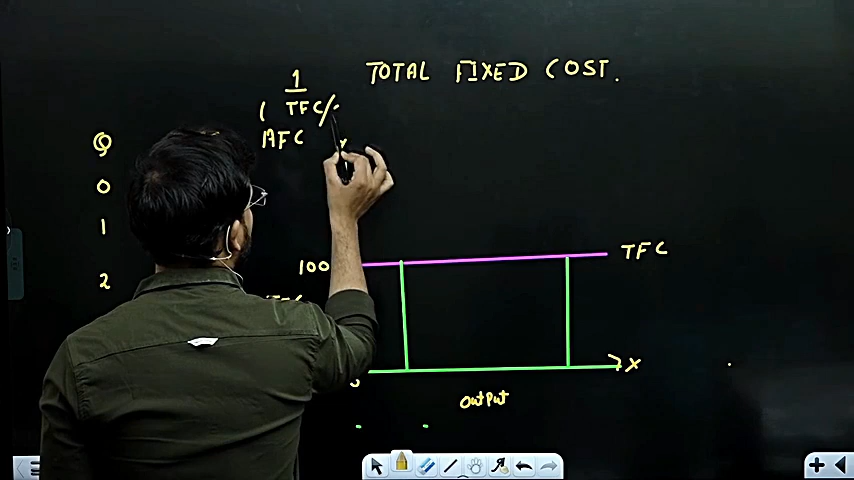 TOTAL FIXED COST.
1
( TFC/
Q AFC
0
1
TFC
2 100
X
output